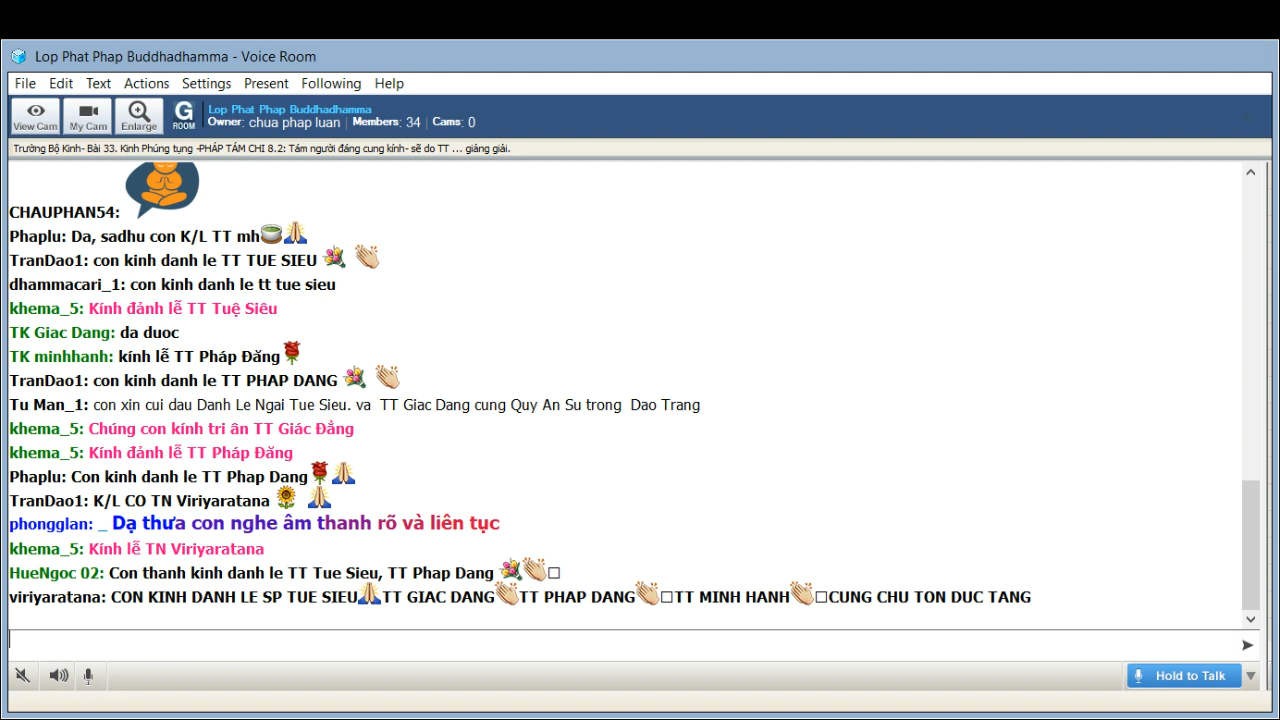 Lop Phat Phap Buddhadhamma - Voice Room
File Edit Text Actions Settings Present Following Help
View Cam My Cam Enlarge G ROOM Lop Phat Phap Buddhadhamma
Owner: chua phap luan | Members: 34 | Cams: 0
Trường Bộ Kinh- Bài 33. Kinh Phúng tụng -PHÁP TÁM CHI 8.2: Tám người đáng cung kính- sẽ do TT ... giảng giải.
CHAUPHAN54:
Phaplu: Da, sadhu con K/L TT mh🍵🙏
TranDao1: con kinh danh le TT TUE SIEU 💐 👏
dhammacari_1: con kinh danh le tt tue sieu
khema_5: Kính đảnh lễ TT Tuệ Siêu
TK Giac Dang: da duoc
TK minhhanh: kính lễ TT Pháp Đăng🌹
TranDao1: con kinh danh le TT PHAP DANG 💐 👏
Tu Man_1: con xin cui dau Danh Le Ngai Tue Sieu. va TT Giac Dang cung Quy An Su trong Dao Trang
khema_5: Chúng con kính tri ân TT Giác Đẳng
khema_5: Kính đảnh lễ TT Pháp Đăng
Phaplu: Con kinh danh le TT Phap Dang🌹🙏
TranDao1: K/L CO TN Viriyaratana 🌻 🙏
phongglan: _ Dạ thưa con nghe âm thanh rõ và liên tục
khema_5: Kính lễ TN Viriyaratana
HueNgoc 02: Con thanh kinh danh le TT Tue Sieu, TT Phap Dang 💐👏□
viriyaratana: CON KINH DANH LE SP TUE SIEU🙏TT GIAC DANG👏TT PHAP DANG👏□TT MINH HANH👏□CUNG CHU TON DUC TANG
Hold to Talk